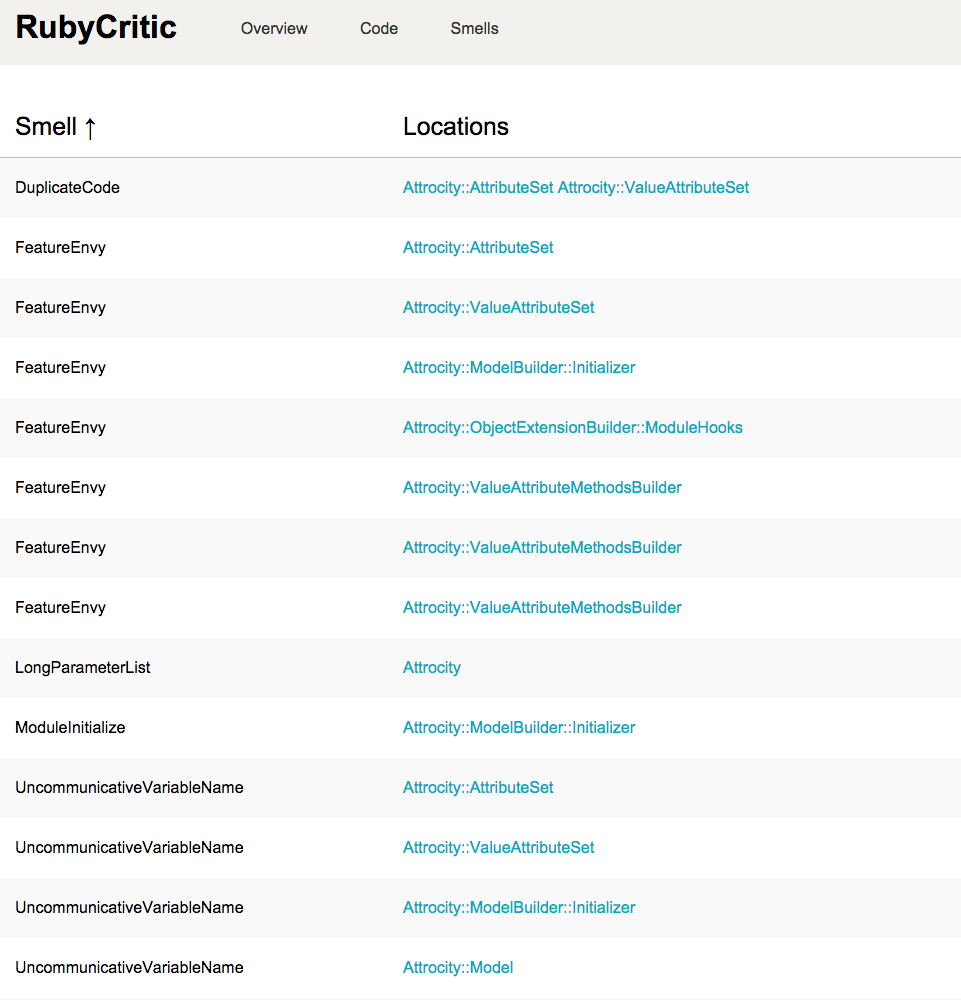 RubyCritic Overview Code Smells
Smell ↑ Locations
DuplicateCode Attrocity::AttributeSet Attrocity::ValueAttributeSet
FeatureEnvy Attrocity::AttributeSet
FeatureEnvy Attrocity::ValueAttributeSet
FeatureEnvy Attrocity::ModelBuilder::Initializer
FeatureEnvy Attrocity::ObjectExtensionBuilder::ModuleHooks
FeatureEnvy Attrocity::ValueAttributeMethodsBuilder
FeatureEnvy Attrocity::ValueAttributeMethodsBuilder
FeatureEnvy Attrocity::ValueAttributeMethodsBuilder
LongParameterList Attrocity
ModuleInitialize Attrocity::ModelBuilder::Initializer
UncommunicativeVariableName Attrocity::AttributeSet
UncommunicativeVariableName Attrocity::ValueAttributeSet
UncommunicativeVariableName Attrocity::ModelBuilder::Initializer
UncommunicativeVariableName Attrocity::Model